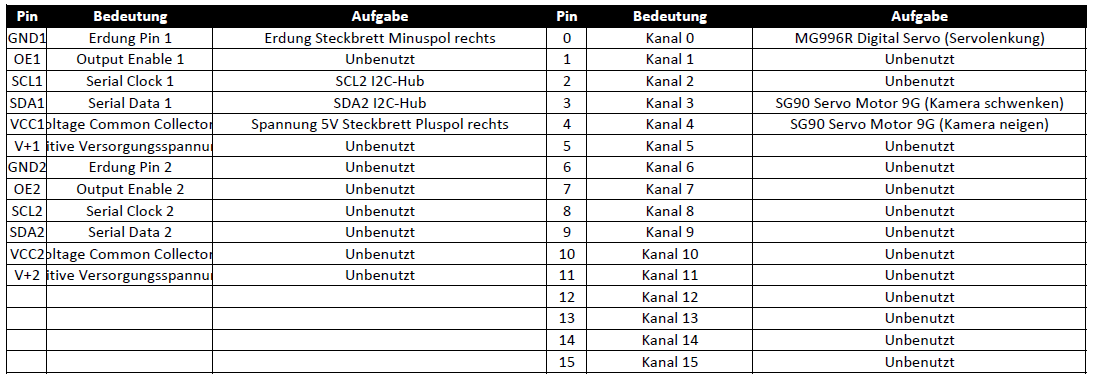 Pin Bedeutung Aufgabe Pin Bedeutung Aufgabe
GND1 Erdung Pin 1 Erdung Steckbrett Minuspol rechts 0 Kanal 0 MG996R Digital Servo (Servolenkung)
OE1 Output Enable 1 Unbenutzt 1 Kanal 1 Unbenutzt
SCL1 Serial Clock 1 SCL2 I2C-Hub 2 Kanal 2 Unbenutzt
SDA1 Serial Data 1 SDA2 I2C-Hub 3 Kanal 3 SG90 Servo Motor 9G (Kamera schwenken)
VCC1 oltage Common Collector Spannung 5V Steckbrett Pluspol rechts 4 Kanal 4 SG90 Servo Motor 9G (Kamera neigen)
V+1 itive Versorgungsspannun Unbenutzt 5 Kanal 5 Unbenutzt
GND2 Erdung Pin 2 Unbenutzt 6 Kanal 6 Unbenutzt
OE2 Output Enable 2 Unbenutzt 7 Kanal 7 Unbenutzt
SCL2 Serial Clock 2 Unbenutzt 8 Kanal 8 Unbenutzt
SDA2 Serial Data 2 Unbenutzt 9 Kanal 9 Unbenutzt
VCC2 oltage Common Collector Unbenutzt 10 Kanal 10 Unbenutzt
V+2 itive Versorgungsspannun Unbenutzt 11 Kanal 11 Unbenutzt
12 Kanal 12 Unbenutzt
13 Kanal 13 Unbenutzt
14 Kanal 14 Unbenutzt
15 Kanal 15 Unbenutzt